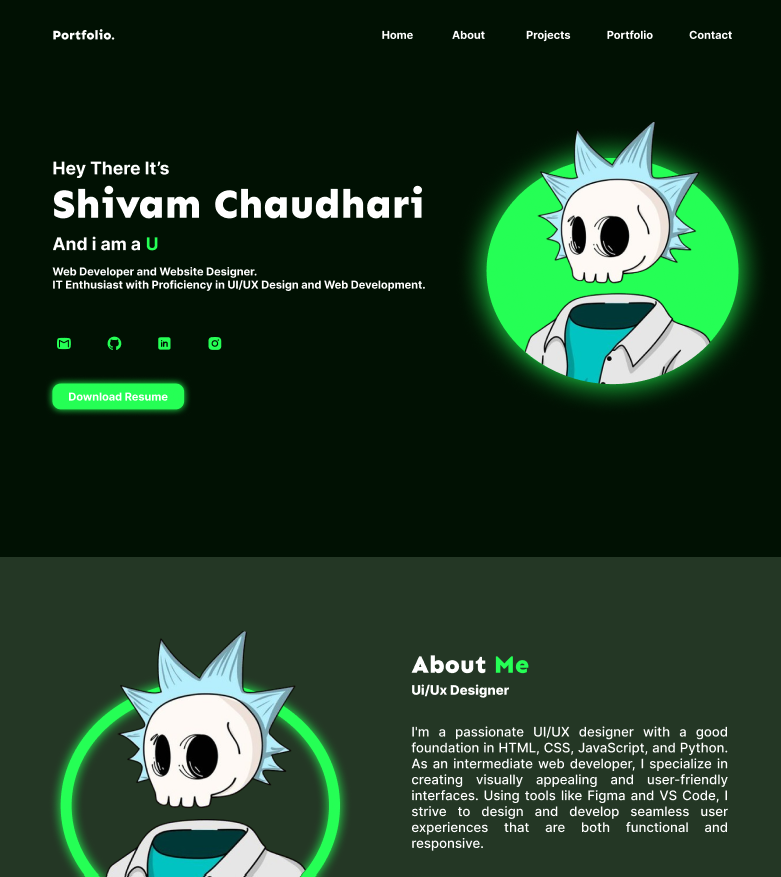 Portfolio.
Home About Projects Portfolio Contact
Hey There It's
Shivam Chaudhari
And i am a U
Web Developer and Website Designer.
IT Enthusiast with Proficiency in UI/UX Design and Web Development.
Download Resume
About Me
Ui/Ux Designer
I'm a passionate UI/UX designer with a good
foundation in HTML, CSS, JavaScript, and Python.
As an intermediate web developer, I specialize in
creating visually appealing and user-friendly
interfaces. Using tools like Figma and VS Code, I
strive to design and develop seamless user
experiences that are both functional and
responsive.